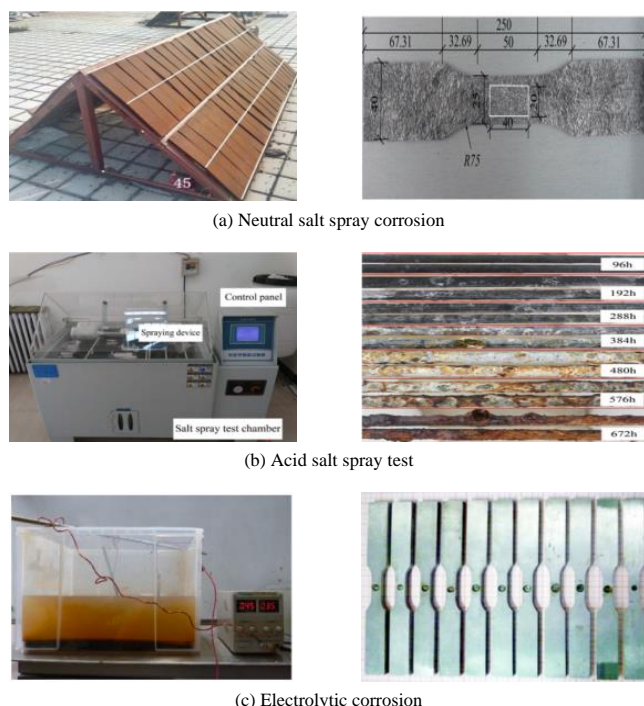 45
250
67.31 32.69 50 32.69 67.31
40
25
20
40
R75
(a) Neutral salt spray corrosion
Control panel
Spraying device
Salt spray test chamber
96h
192h
288h
384h
480h
576h
672h
(b) Acid salt spray test
(c) Electrolytic corrosion